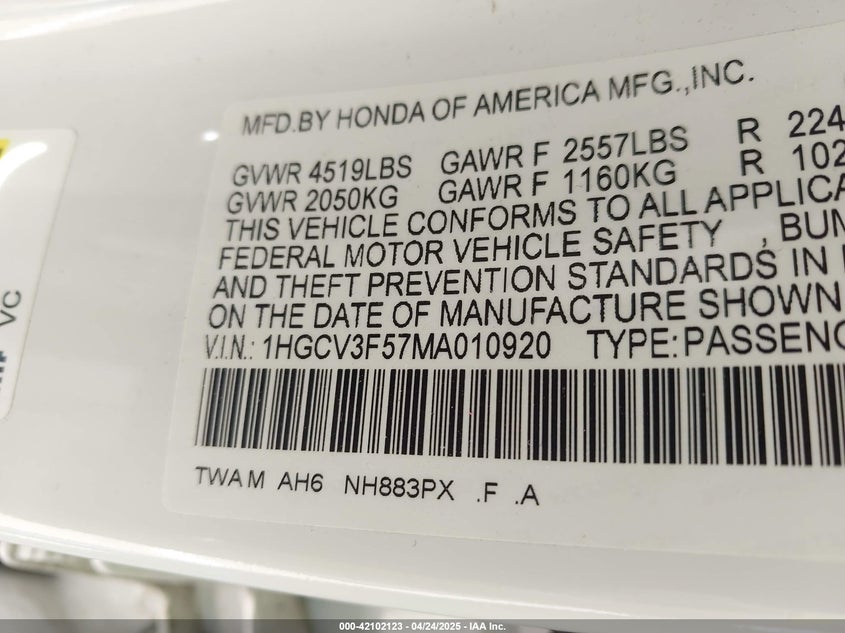 MFD.BY HONDA OF AMERICA MFG.,INC.
GVWR 4519LBS GAWR F 2557LBS R 224
GVWR 2050KG GAWR F 1160KG R 102
THIS VEHICLE CONFORMS TO ALL APPLICA
FEDERAL MOTOR VEHICLE SAFETY , BUM
AND THEFT PREVENTION STANDARDS IN
ON THE DATE OF MANUFACTURE SHOWN
V.I.N.: 1HGCV3F57MA010920 TYPE:PASSENG
TWAM AH6 NH883PX .F .A
VC
000-42102123 - 04/24/2025 - IAA Inc.